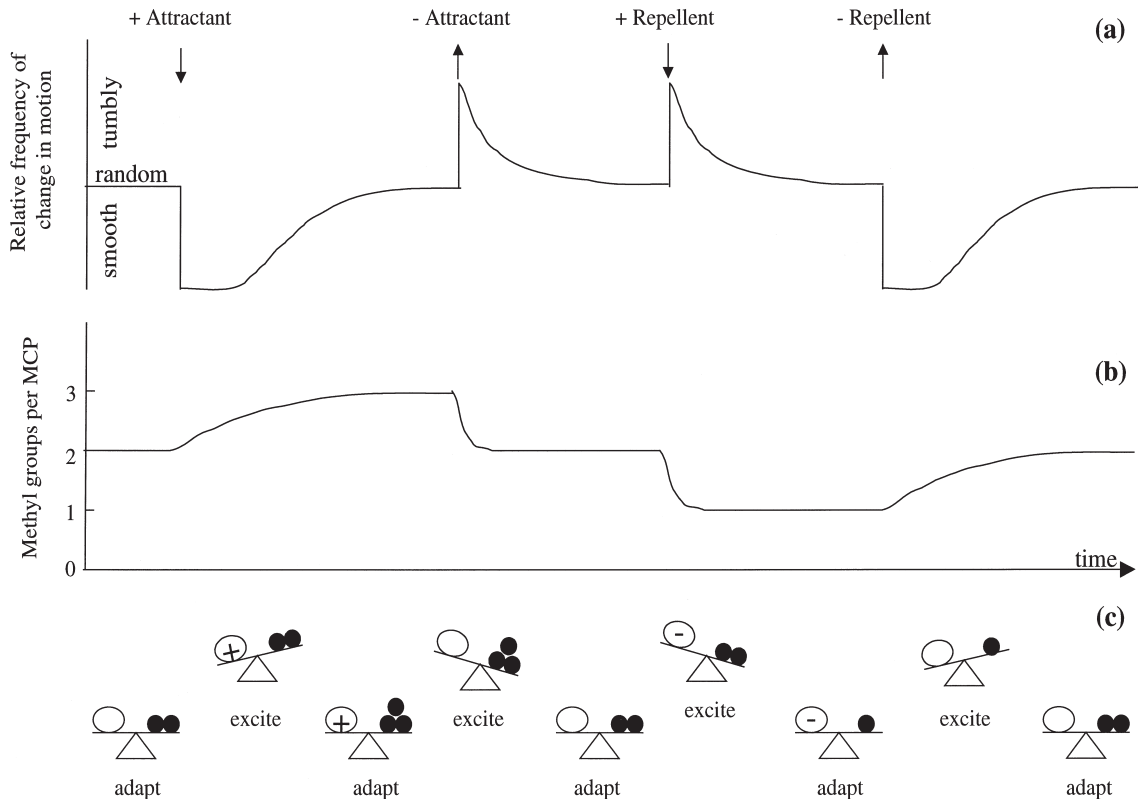 + Attractant
- Attractant
+ Repellent
- Repellent
(a)
Relative frequency of
change in motion
tumbly
random
smooth
(b)
Methyl groups per MCP
3
2
1
0
time
(c)
+
-
excite
excite
excite
excite
+
-
adapt
adapt
adapt
adapt
adapt